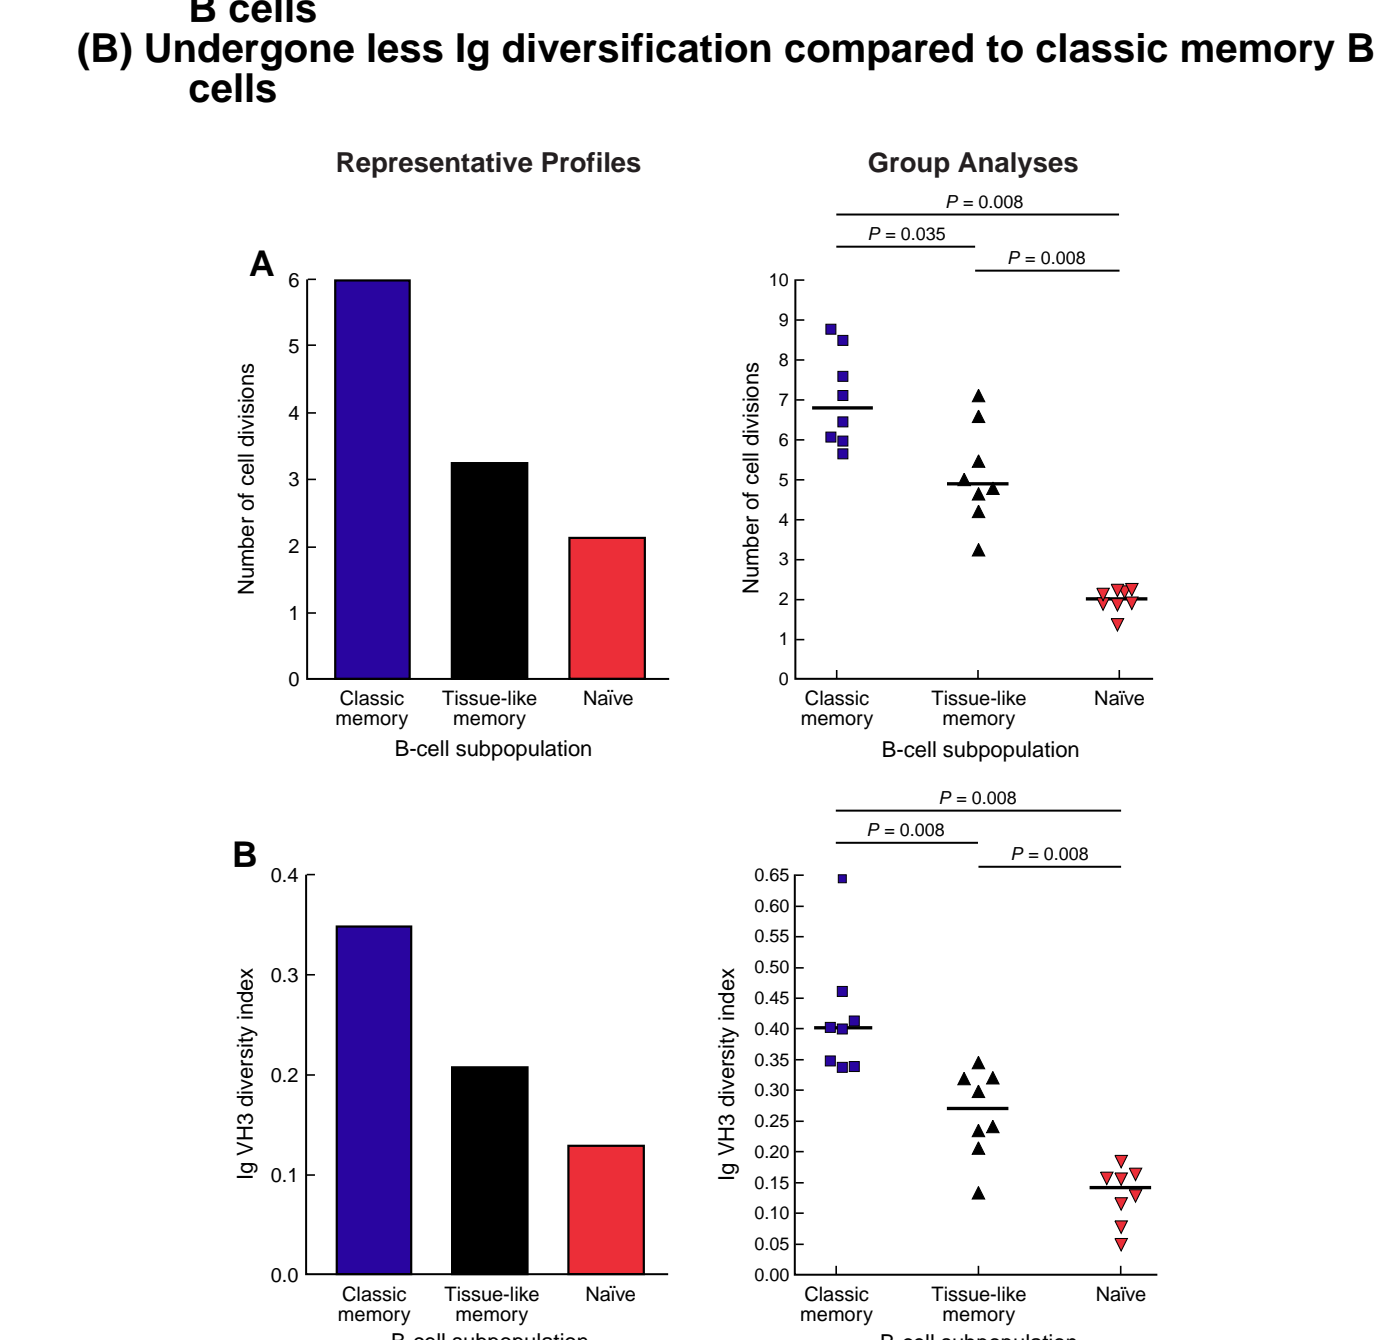 B cells
(B) Undergone less Ig diversification compared to classic memory B
cells
Representative Profiles
Group Analyses
P = 0.008
P = 0.035
P = 0.008
A
6
5
4
3
2
1
0
Number of cell divisions
Classic
memory
Tissue-like
memory
Naïve
B-cell subpopulation
10
9
8
7
6
5
4
3
2
1
0
Number of cell divisions
Classic
memory
Tissue-like
memory
Naïve
B-cell subpopulation
P = 0.008
P = 0.008
P = 0.008
B
0.4
0.3
0.2
0.1
0.0
Ig VH3 diversity index
Classic
memory
Tissue-like
memory
Naïve
B-cell subpopulation
0.65
0.60
0.55
0.50
0.45
0.40
0.35
0.30
0.25
0.20
0.15
0.10
0.05
0.00
Ig VH3 diversity index
Classic
memory
Tissue-like
memory
Naïve
B-cell subpopulation